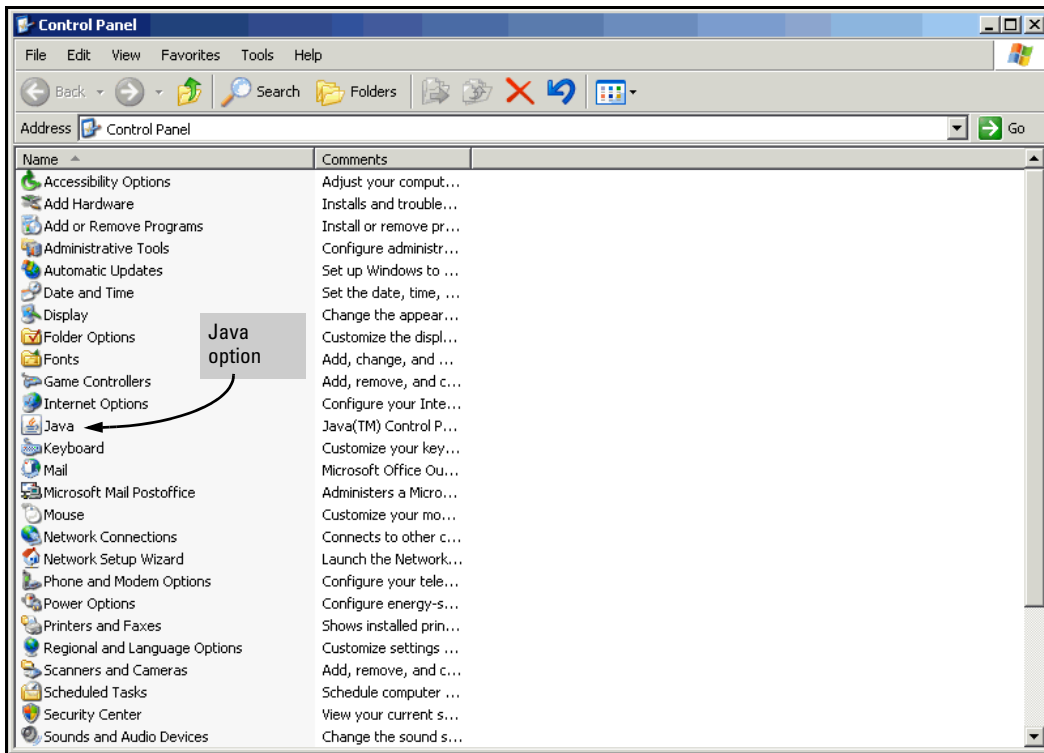 Control Panel
File Edit View Favorites Tools Help
Back Search Folders
Address Control Panel Go
Name Comments
Accessibility Options Adjust your comput...
Add Hardware Installs and trouble...
Add or Remove Programs Install or remove pr...
Administrative Tools Configure administr...
Automatic Updates Set up Windows to ...
Date and Time Set the date, time, ...
Display Change the appear...
Folder Options Customize the displ...
Fonts Add, change, and ...
Game Controllers Add, remove, and c...
Internet Options Configure your Inte...
Java Java(TM) Control P...
Keyboard Customize your key...
Mail Microsoft Office Ou...
Microsoft Mail Postoffice Administers a Micro...
Mouse Customize your mo...
Network Connections Connects to other c...
Network Setup Wizard Launch the Network...
Phone and Modem Options Configure your tele...
Power Options Configure energy-s...
Printers and Faxes Shows installed prin...
Regional and Language Options Customize settings ...
Scanners and Cameras Add, remove, and c...
Scheduled Tasks Schedule computer ...
Security Center View your current s...
Sounds and Audio Devices Change the sound s...
Java
option